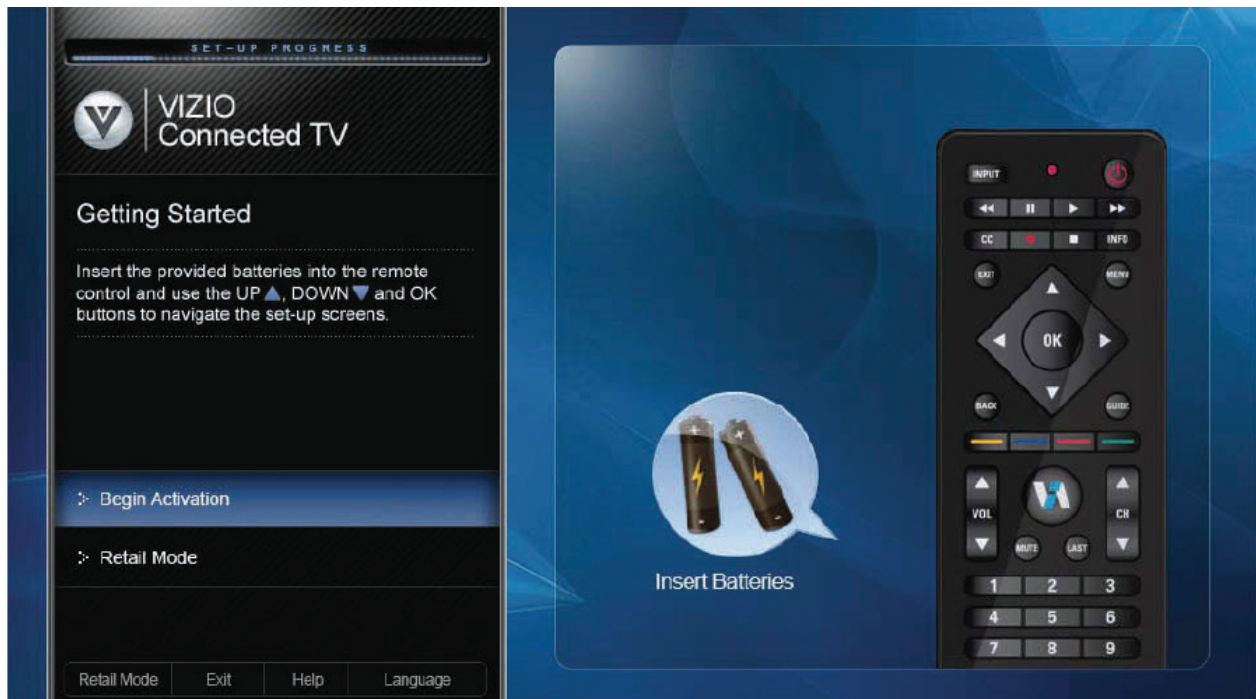 SET-UP PROGRESS
VIZIO
Connected TV
Getting Started
Insert the provided batteries into the remote
control and use the UP ▲, DOWN ▼ and OK
buttons to navigate the set-up screens.
Begin Activation
Retail Mode
Retail Mode Exit Help Language
Insert Batteries
INPUT
CC INFO
EXIT MENU
OK
BACK GUIDE
VOL VIA CH
MUTE LAST
1 2 3
4 5 6
7 8 9